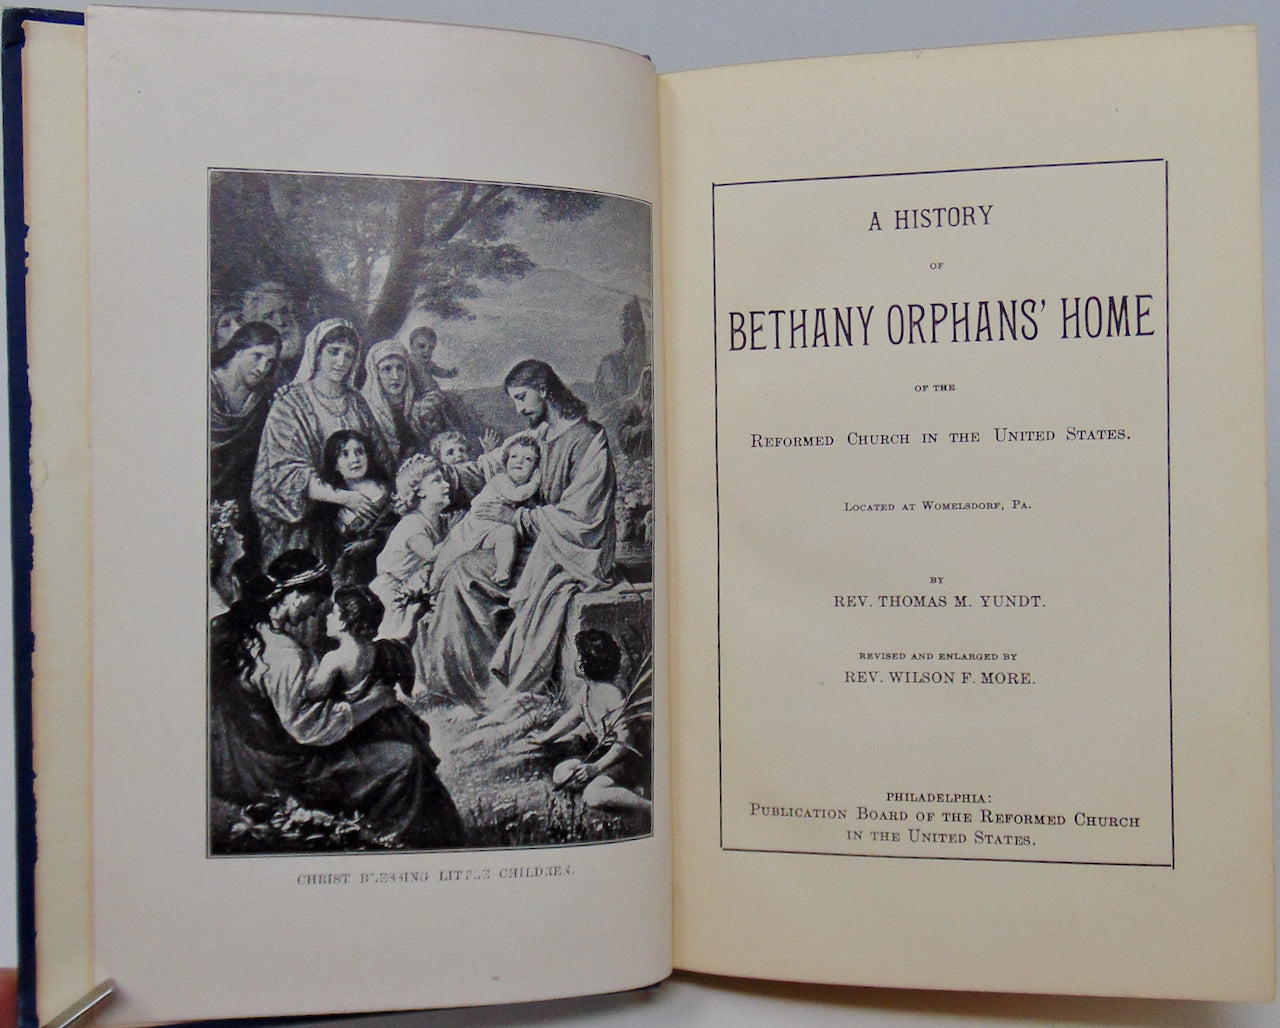 CHRIST BLESSING LITTLE CHILDREN.
A HISTORY
OF
BETHANY ORPHANS' HOME
OF THE
REFORMED CHURCH IN THE UNITED STATES.
LOCATED AT WOMELSDORF, PA.
BY
REV. THOMAS M. YUNDT.
REVISED AND ENLARGED BY
REV. WILSON F. MORE.
PHILADELPHIA:
PUBLICATION BOARD OF THE REFORMED CHURCH
IN THE UNITED STATES.